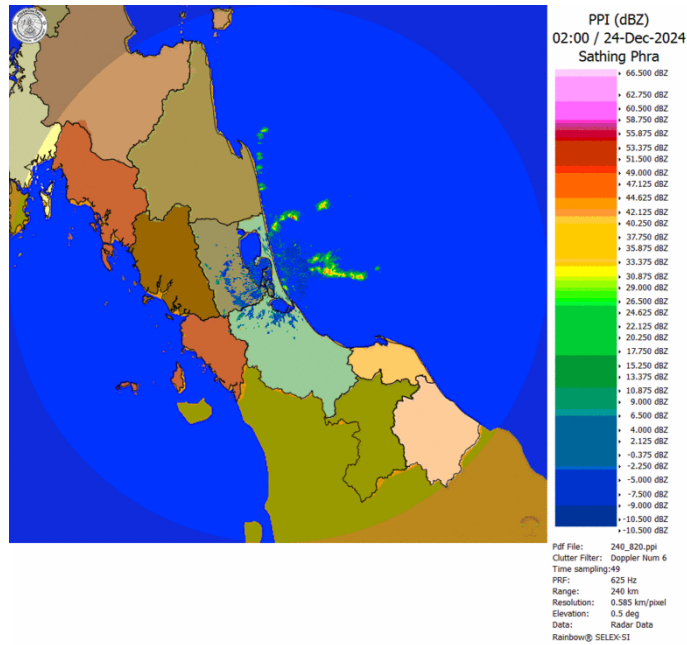 PPI (dBZ)
02:00 / 24-Dec-2024
Sathing Phra
66.500 dBZ
62.750 dBZ
60.500 dBZ
58.750 dBZ
55.875 dBZ
53.375 dBZ
51.500 dBZ
49.000 dBZ
47.125 dBZ
44.625 dBZ
42.125 dBZ
40.250 dBZ
37.750 dBZ
35.875 dBZ
33.375 dBZ
30.875 dBZ
29.000 dBZ
26.500 dBZ
24.625 dBZ
22.125 dBZ
20.250 dBZ
17.750 dBZ
15.250 dBZ
13.375 dBZ
10.875 dBZ
9.000 dBZ
6.500 dBZ
4.000 dBZ
2.125 dBZ
-0.375 dBZ
-2.250 dBZ
-5.000 dBZ
-7.500 dBZ
-9.000 dBZ
-10.500 dBZ
-10.500 dBZ
Pdf File: 240_820.ppi
Clutter Filter: Doppler Num 6
Time sampling:49
PRF: 625 Hz
Range: 240 km
Resolution: 0.585 km/pixel
Elevation: 0.5 deg
Data: Radar Data
Rainbow® SELEX-SI